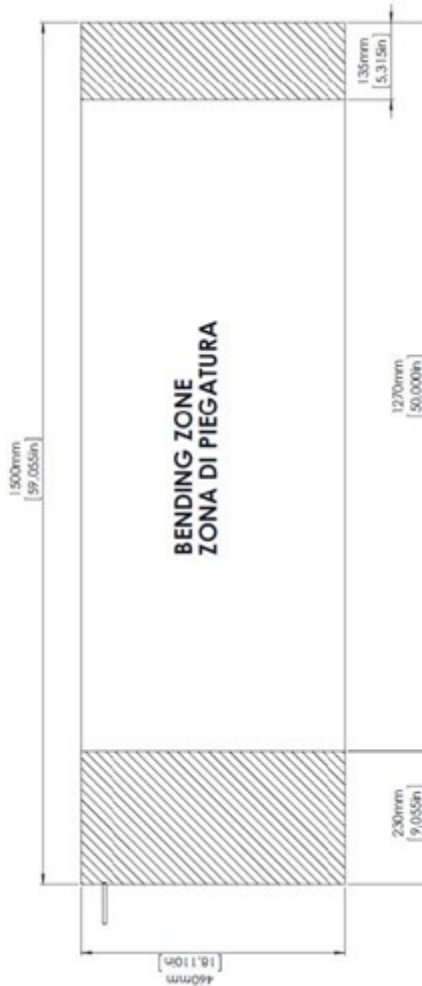 1500mm
[59,055in]
135mm
[5,315in]
BENDING ZONE
ZONA DI PIEGATURA
1270mm
[50,000in]
230mm
[9,055in]
460mm
[18,110in]